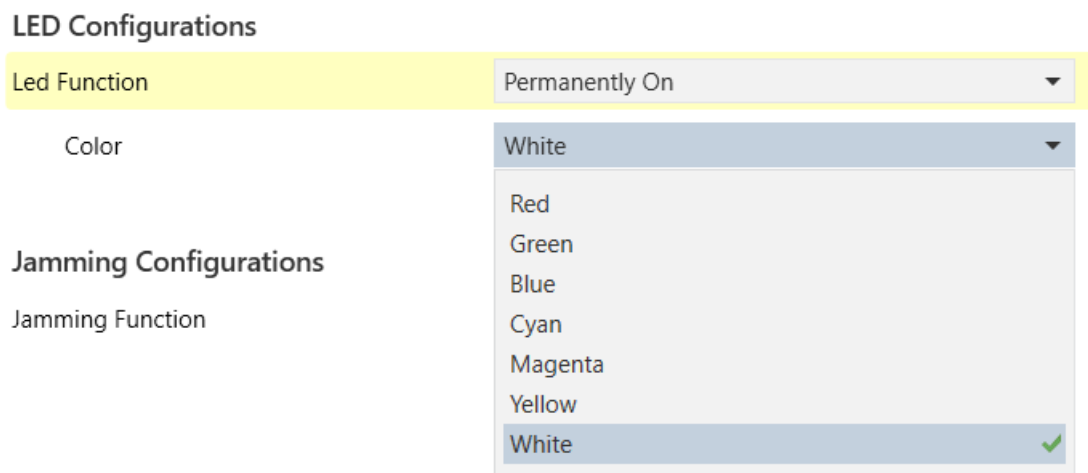 LED Configurations
Led Function Permanently On
Color White
Red
Green
Jamming Configurations
Blue
Jamming Function
Cyan
Magenta
Yellow
White